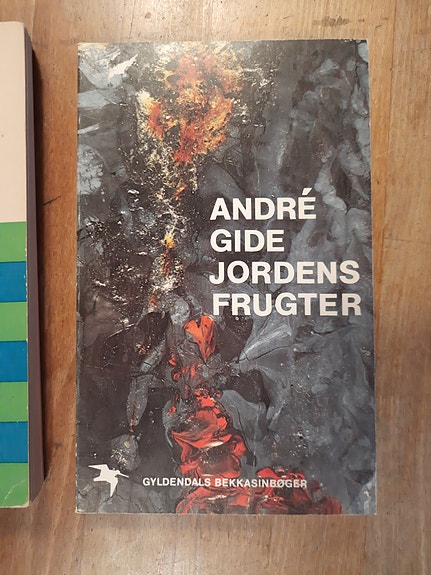 ANDRÉ
GIDE
JORDENS
FRUGTER
GYLDENDALS BEKKASINBØGER